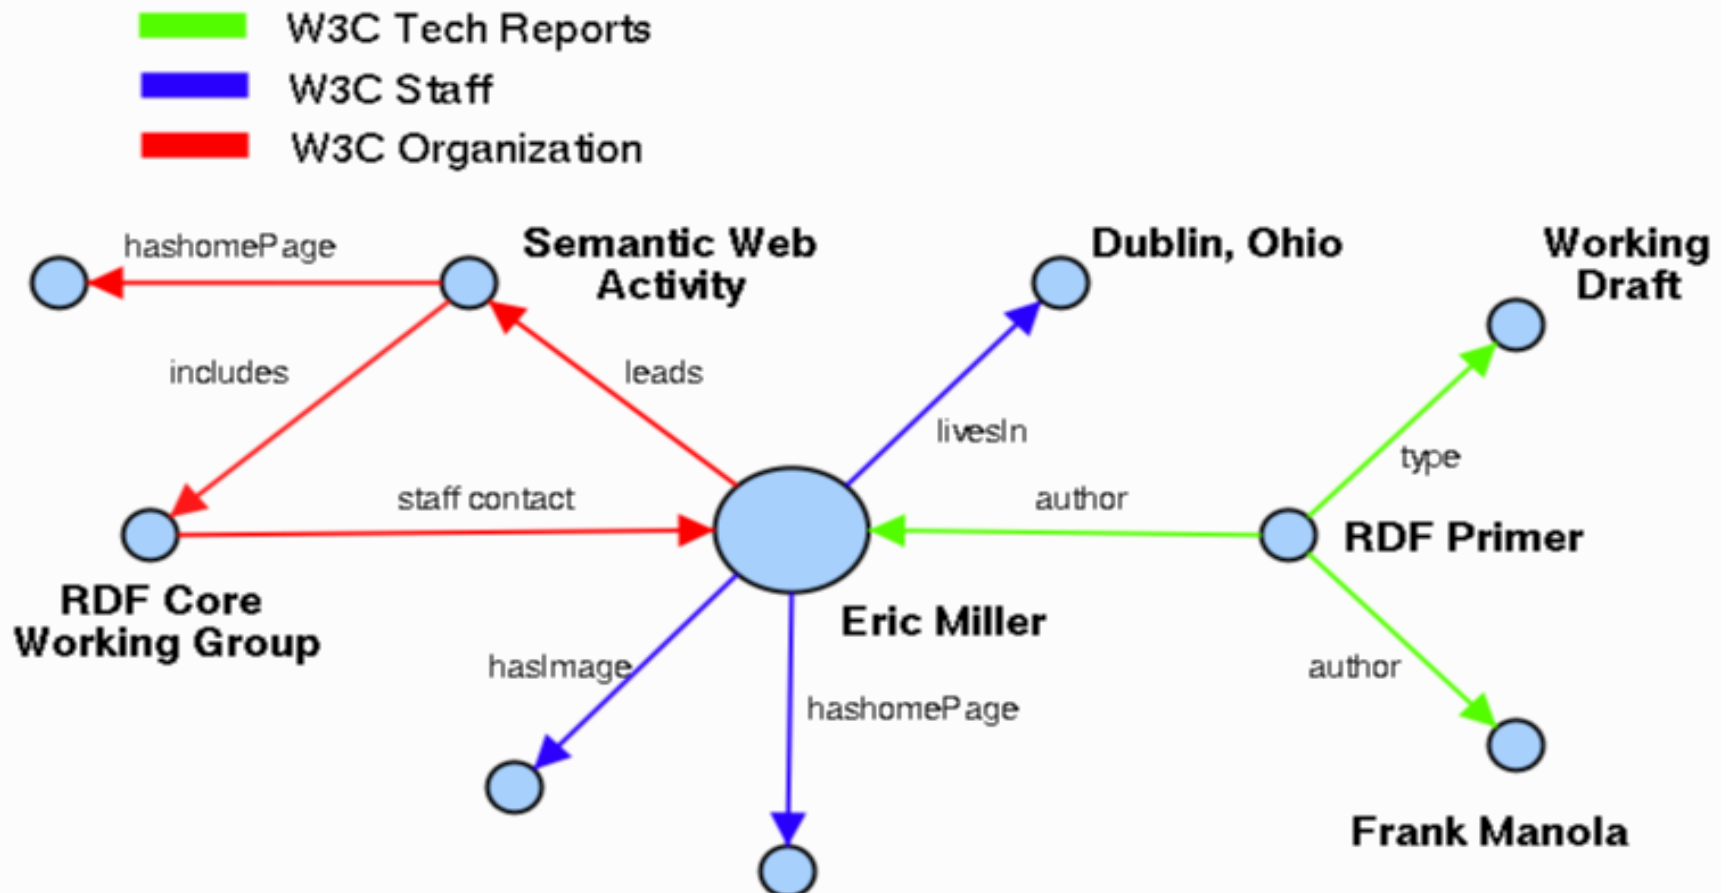 W3C Tech Reports
W3C Staff
W3C Organization
hashomePage
Semantic Web
Activity
Dublin, Ohio
Working
Draft
includes
leads
livesIn
type
staff contact
author
RDF Primer
RDF Core
Working Group
Eric Miller
hasImage
hashomePage
author
Frank Manola